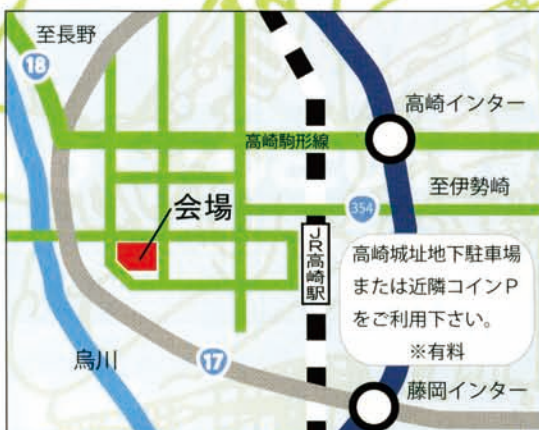 至長野
18
高崎インター
高崎駒形線
至伊勢崎
会場
354
JR高崎駅
高崎城址地下駐車場
または近隣コインP
をご利用下さい。
※有料
烏川
17
藤岡インター